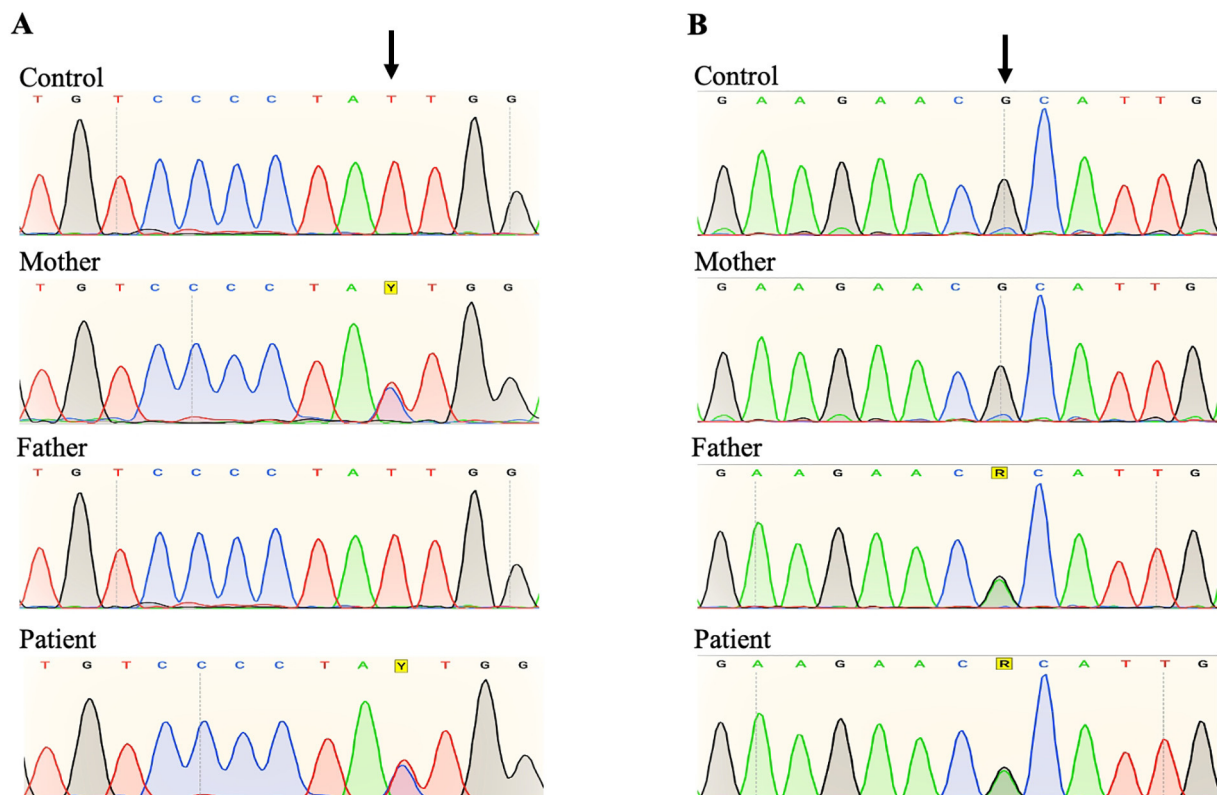 A
Control
T G T C C C C T A T T G G
Mother
T G T C C C C T A Y T G G
Father
T G T C C C C T A T T G G
Patient
T G T C C C C T A Y T G G
B
Control
G A A G A A C G C A T T G
Mother
G A A G A A C G C A T T G
Father
G A A G A A C R C A T T G
Patient
G A A G A A C R C A T T G